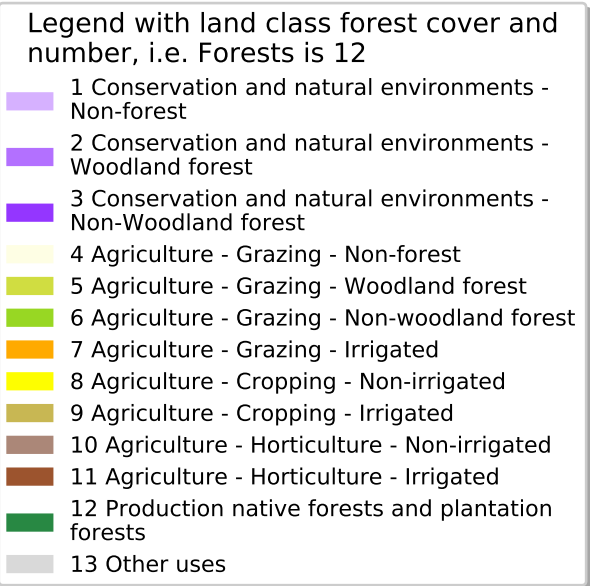 Legend with land class forest cover and
number, i.e. Forests is 12
1 Conservation and natural environments -
Non-forest
2 Conservation and natural environments -
Woodland forest
3 Conservation and natural environments -
Non-Woodland forest
4 Agriculture - Grazing - Non-forest
5 Agriculture - Grazing - Woodland forest
6 Agriculture - Grazing - Non-woodland forest
7 Agriculture - Grazing - Irrigated
8 Agriculture - Cropping - Non-irrigated
9 Agriculture - Cropping - Irrigated
10 Agriculture - Horticulture - Non-irrigated
11 Agriculture - Horticulture - Irrigated
12 Production native forests and plantation
forests
13 Other uses